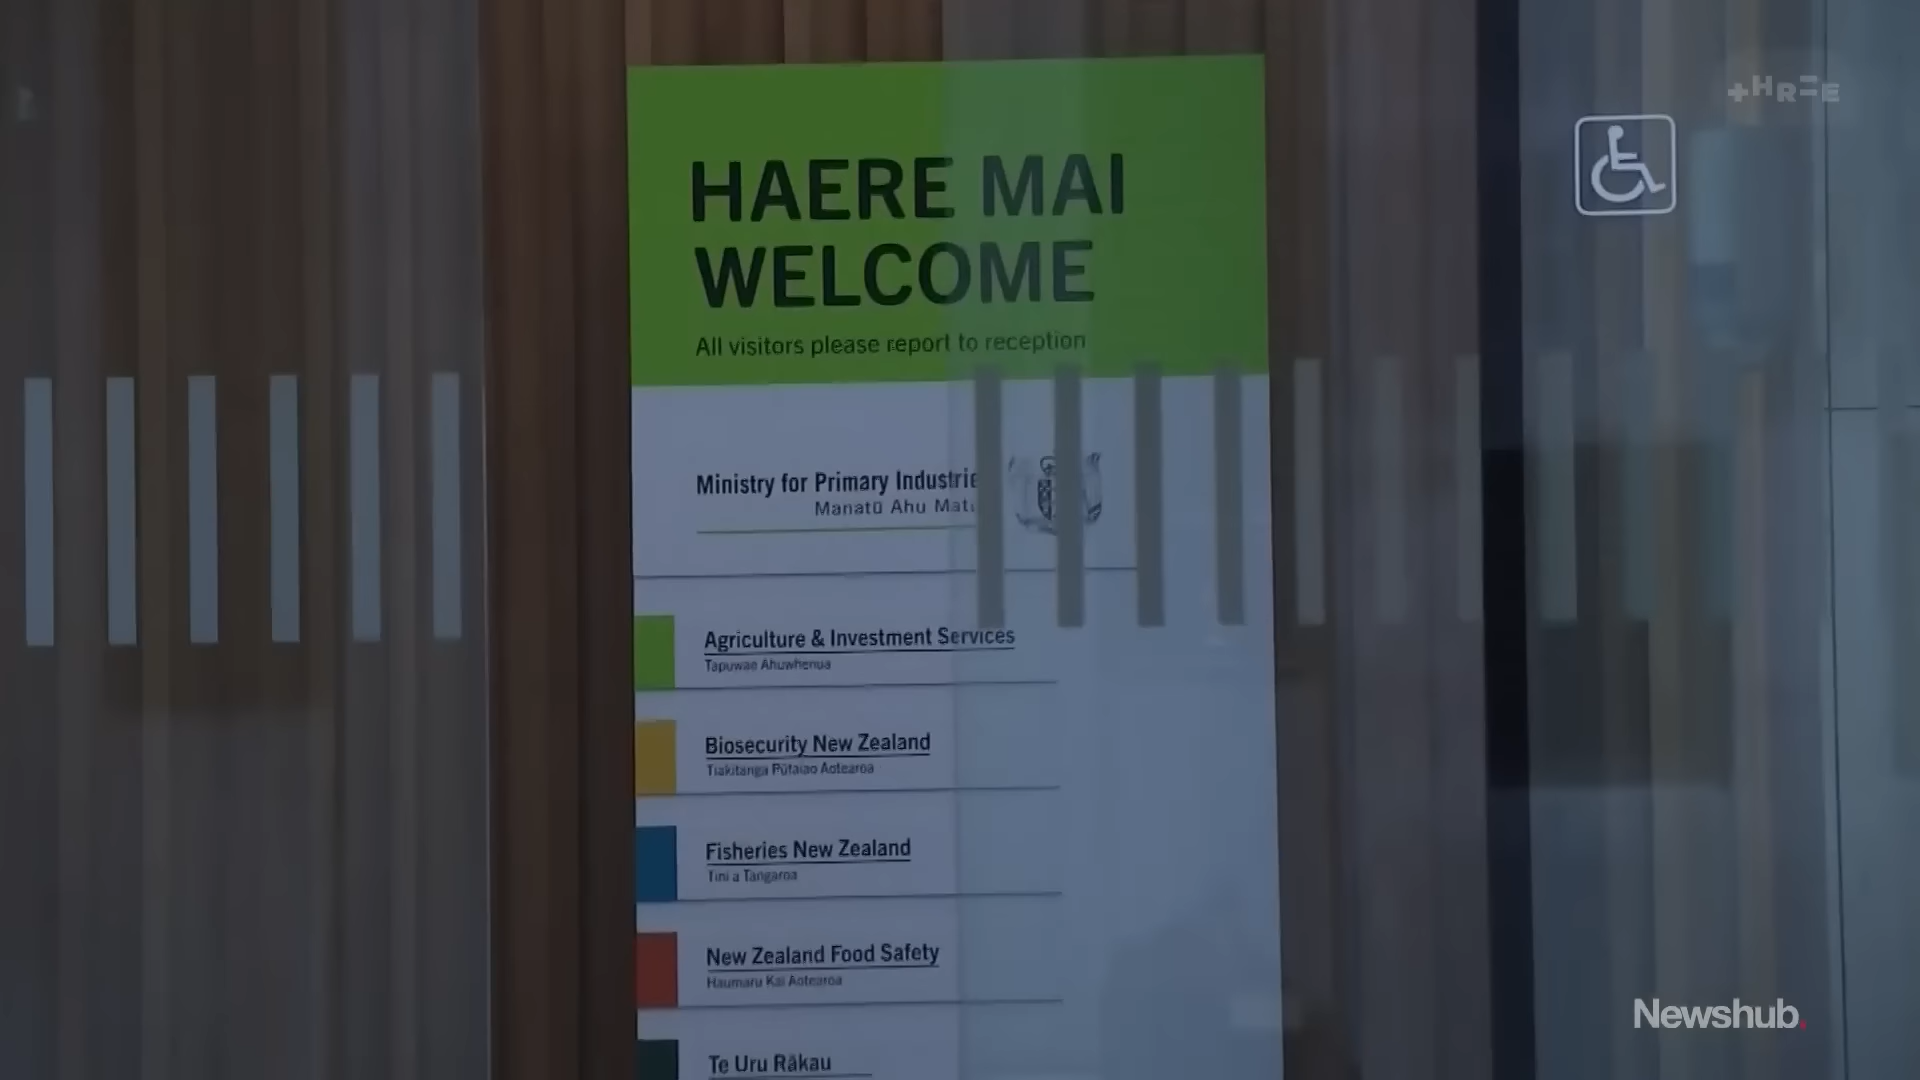 +HR=E
HAERE MAI
WELCOME
All visitors please report to reception
Ministry for Primary Industrie
Manatū Ahu Matu
Agriculture & Investment Services
Tapuwae Ahuwhenua
Biosecurity New Zealand
Tiakitanga Pūtaiao Aotearoa
Fisheries New Zealand
Tini a Tangaroa
New Zealand Food Safety
Haumaru Kai Aotearoa
Te Uru Rākau
Newshub.